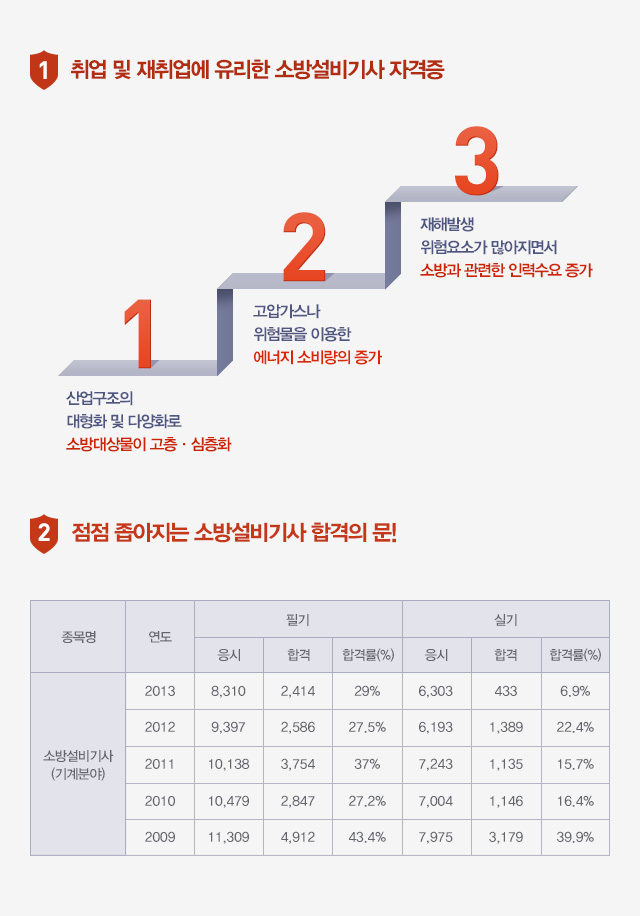 1 취업 및 재취업에 유리한 소방설비기사 자격증
1
산업구조의
대형화 및 다양화로
소방대상물이 고층 · 심층화
2
고압가스나
위험물을 이용한
에너지 소비량의 증가
3
재해발생
위험요소가 많아지면서
소방과 관련한 인력수요 증가
2 점점 좁아지는 소방설비기사 합격의 문!
종목명 연도 필기 실기
응시 합격 합격률(%) 응시 합격 합격률(%)
소방설비기사
(기계분야)
2013 8,310 2,414 29% 6,303 433 6.9%
2012 9,397 2,586 27.5% 6,193 1,389 22.4%
2011 10,138 3,754 37% 7,243 1,135 15.7%
2010 10,479 2,847 27.2% 7,004 1,146 16.4%
2009 11,309 4,912 43.4% 7,975 3,179 39.9%